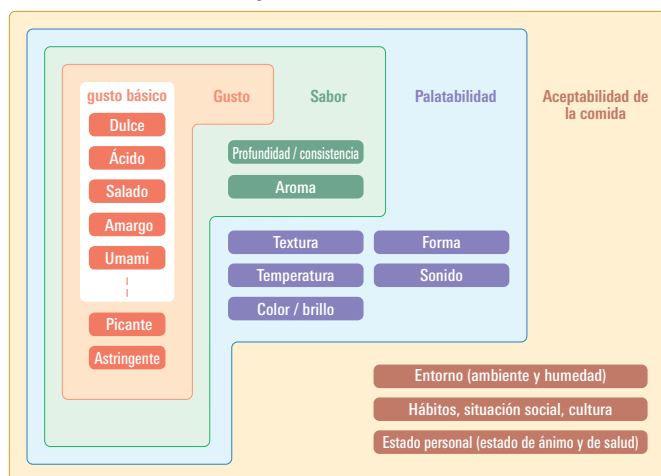 gusto básico
Gusto
Sabor
Palatabilidad
Aceptabilidad de
la comida
Dulce
Ácido
Salado
Amargo
Umami
Picante
Astringente
Profundidad / consistencia
Aroma
Textura
Forma
Temperatura
Sonido
Color / brillo
Entorno (ambiente y humedad)
Hábitos, situación social, cultura
Estado personal (estado de ánimo y de salud)